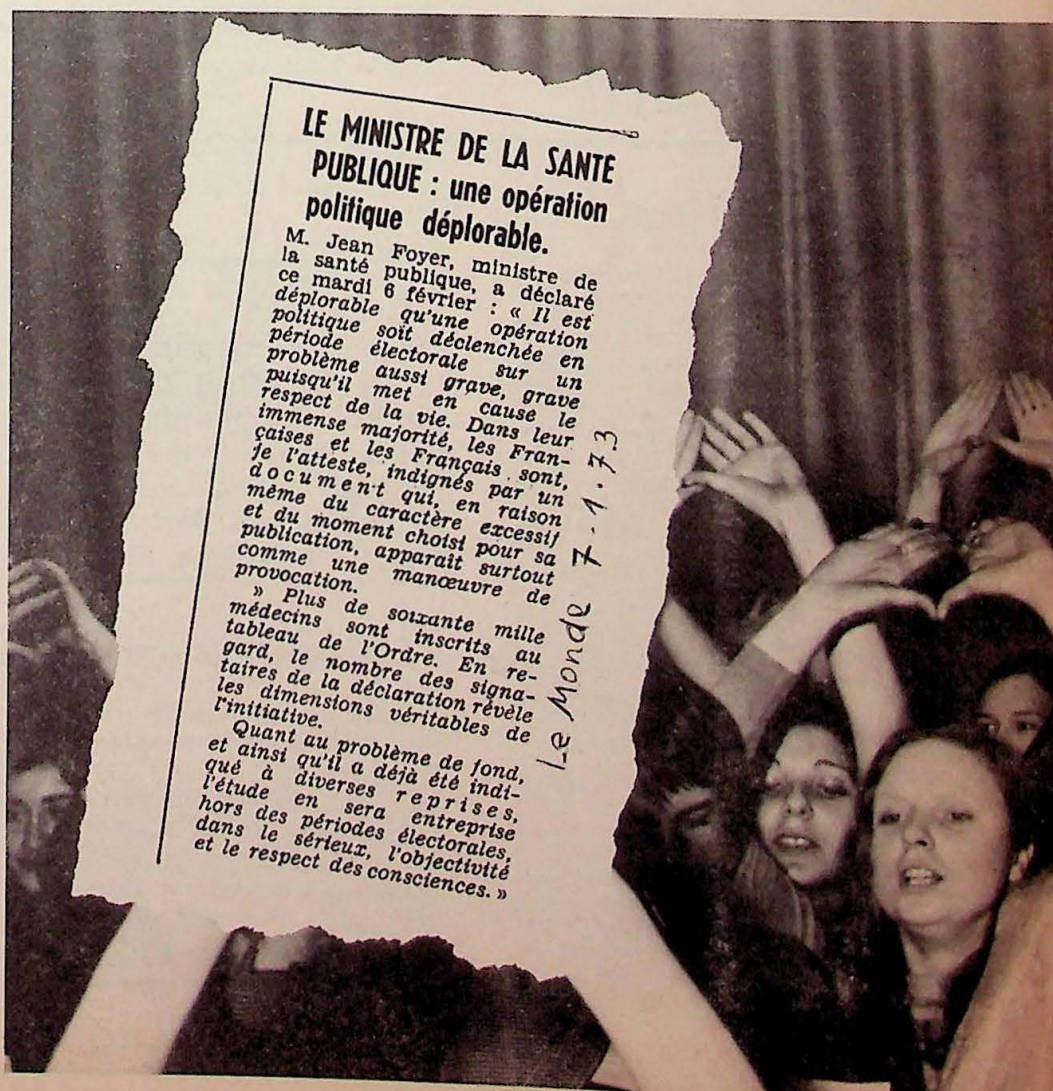 LE MINISTRE DE LA SANTE
PUBLIQUE : une opération
politique déplorable.
M. Jean Foyer, ministre de
la santé publique, a déclaré
ce mardi 6 février : « Il est
déplorable qu'une opération
politique soit déclenchée en
période électorale sur un
problème aussi grave, grave
puisqu'il met en cause le
respect de la vie. Dans leur
immense majorité, les Fran-
çaises et les Français sont,
je l'atteste, indignés par un
document qui, en raison
même du caractère excessif
et du moment choisi pour sa
publication, apparaît surtout
comme une manœuvre de
provocation.
» Plus de soixante mille
médecins sont inscrits au
tableau de l'Ordre. En re-
gard, le nombre des signa-
taires de la déclaration révèle
les dimensions véritables de
l'initiative.
Quant au problème de fond,
et ainsi qu'il a déjà été indi-
qué à diverses reprises,
l'étude en sera entreprise
hors des périodes électorales,
dans le sérieux, l'objectivité
et le respect des consciences. »
Le Monde 7-1.73